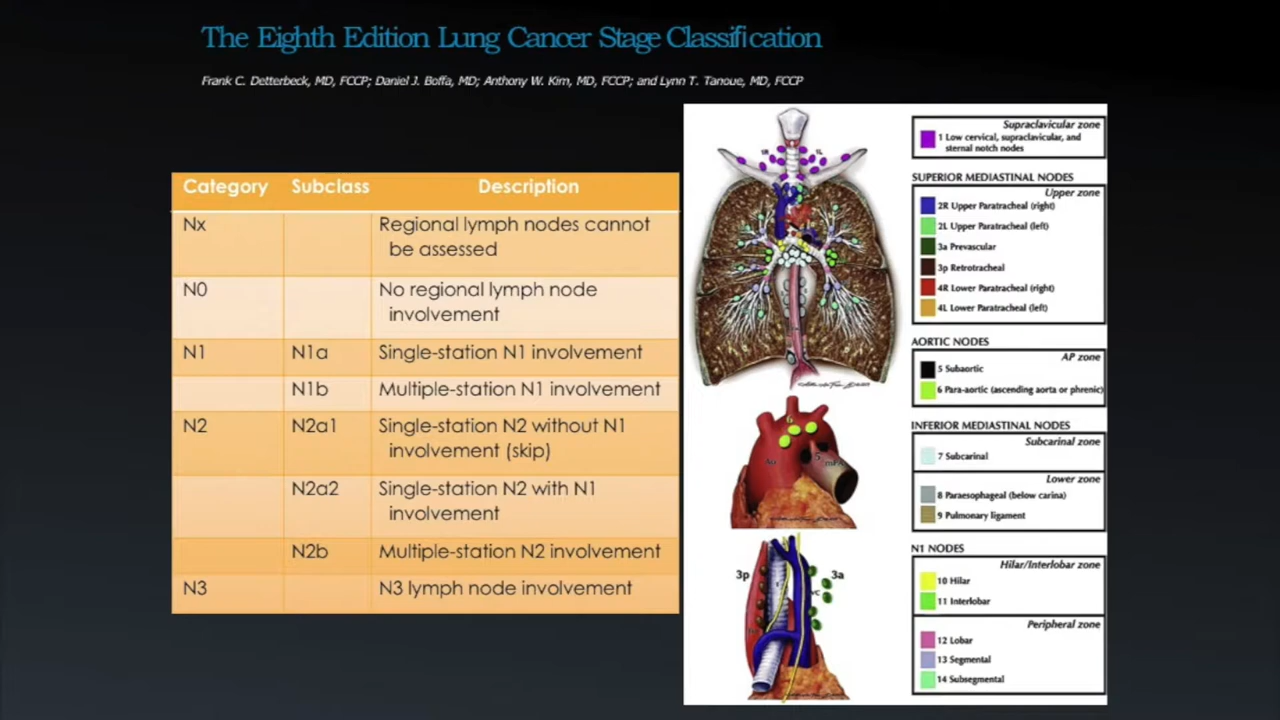 The Eighth Edition Lung Cancer Stage Classification
Frank C. Detterbeck, MD, FCCP; Daniel J. Boffa, MD; Anthony W. Kim, MD, FCCP; and Lynn T. Tanoue, MD, FCCP
Category Subclass Description
Nx Regional lymph nodes cannot
be assessed
N0 No regional lymph node
involvement
N1 N1a Single-station N1 involvement
N1b Multiple-station N1 involvement
N2 N2a1 Single-station N2 without N1
involvement (skip)
N2a2 Single-station N2 with N1
involvement
N2b Multiple-station N2 involvement
N3 N3 lymph node involvement
1R 1L
6
Ao 5 mPA
3p 3a
Supraclavicular zone
1 Low cervical, supraclavicular, and
sternal notch nodes
SUPERIOR MEDIASTINAL NODES
Upper zone
2R Upper Paratracheal (right)
2L Upper Paratracheal (left)
3a Prevascular
3p Retrotracheal
4R Lower Paratracheal (right)
4L Lower Paratracheal (left)
AORTIC NODES
AP zone
5 Subaortic
6 Para-aortic (ascending aorta or phrenic)
INFERIOR MEDIASTINAL NODES
Subcarinal zone
7 Subcarinal
Lower zone
8 Paraesophageal (below carina)
9 Pulmonary ligament
N1 NODES
Hilar/Interlobar zone
10 Hilar
11 Interlobar
Peripheral zone
12 Lobar
13 Segmental
14 Subsegmental